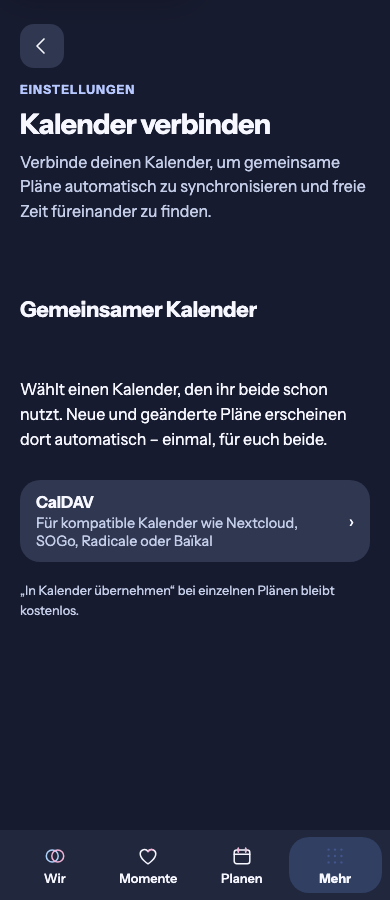 EINSTELLUNGEN
Kalender verbinden
Verbinde deinen Kalender, um gemeinsame
Pläne automatisch zu synchronisieren und freie
Zeit füreinander zu finden.
Gemeinsamer Kalender
Wählt einen Kalender, den ihr beide schon
nutzt. Neue und geänderte Pläne erscheinen
dort automatisch – einmal, für euch beide.
CalDAV
Für kompatible Kalender wie Nextcloud,
SOGo, Radicale oder Baïkal
„In Kalender übernehmen“ bei einzelnen Plänen bleibt
kostenlos.
Wir
Momente
Planen
Mehr